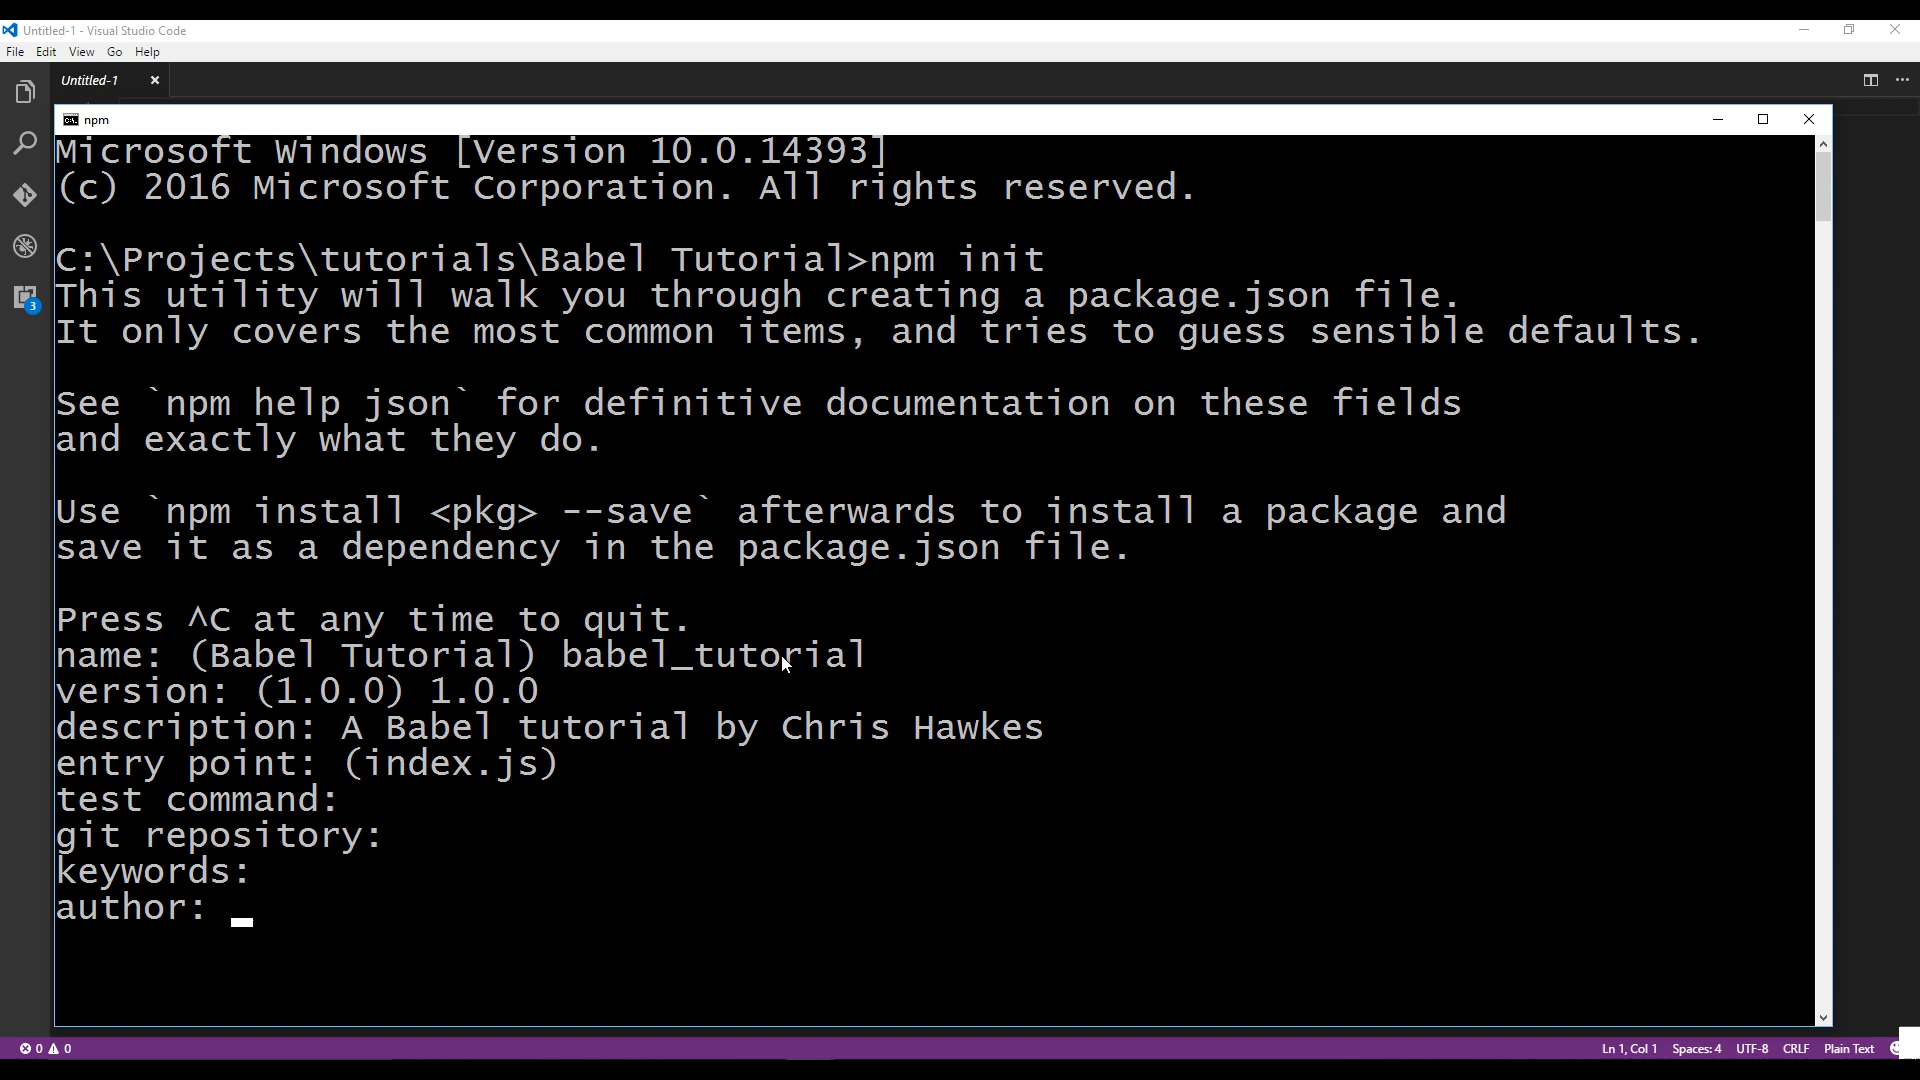 Untitled-1 - Visual Studio Code
File Edit View Go Help
Untitled-1
npm
Microsoft Windows [Version 10.0.14393]
(c) 2016 Microsoft Corporation. All rights reserved.
C:\Projects\tutorials\Babel Tutorial>npm init
This utility will walk you through creating a package.json file.
It only covers the most common items, and tries to guess sensible defaults.
See `npm help json` for definitive documentation on these fields
and exactly what they do.
Use `npm install <pkg> --save` afterwards to install a package and
save it as a dependency in the package.json file.
Press ^C at any time to quit.
name: (Babel Tutorial) babel_tutorial
version: (1.0.0) 1.0.0
description: A Babel tutorial by Chris Hawkes
entry point: (index.js)
test command:
git repository:
keywords:
author:
3
0 0
Ln 1, Col 1 Spaces: 4 UTF-8 CRLF Plain Text